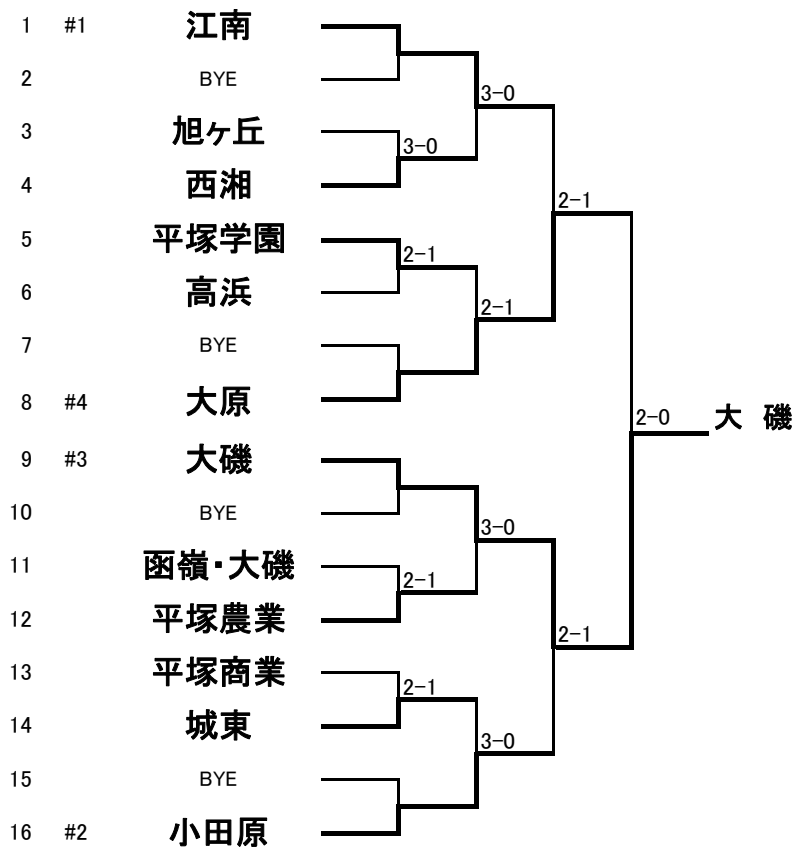 1 #1 江南
2 BYE
3-0
3 旭ヶ丘
3-0
4 西湘
2-1
5 平塚学園
2-1
6 高浜
2-1
7 BYE
8 #4 大原
2-0 大 磯
9 #3 大磯
10 BYE
3-0
11 函嶺・大磯
2-1
12 平塚農業
2-1
13 平塚商業
2-1
14 城東
3-0
15 BYE
16 #2 小田原